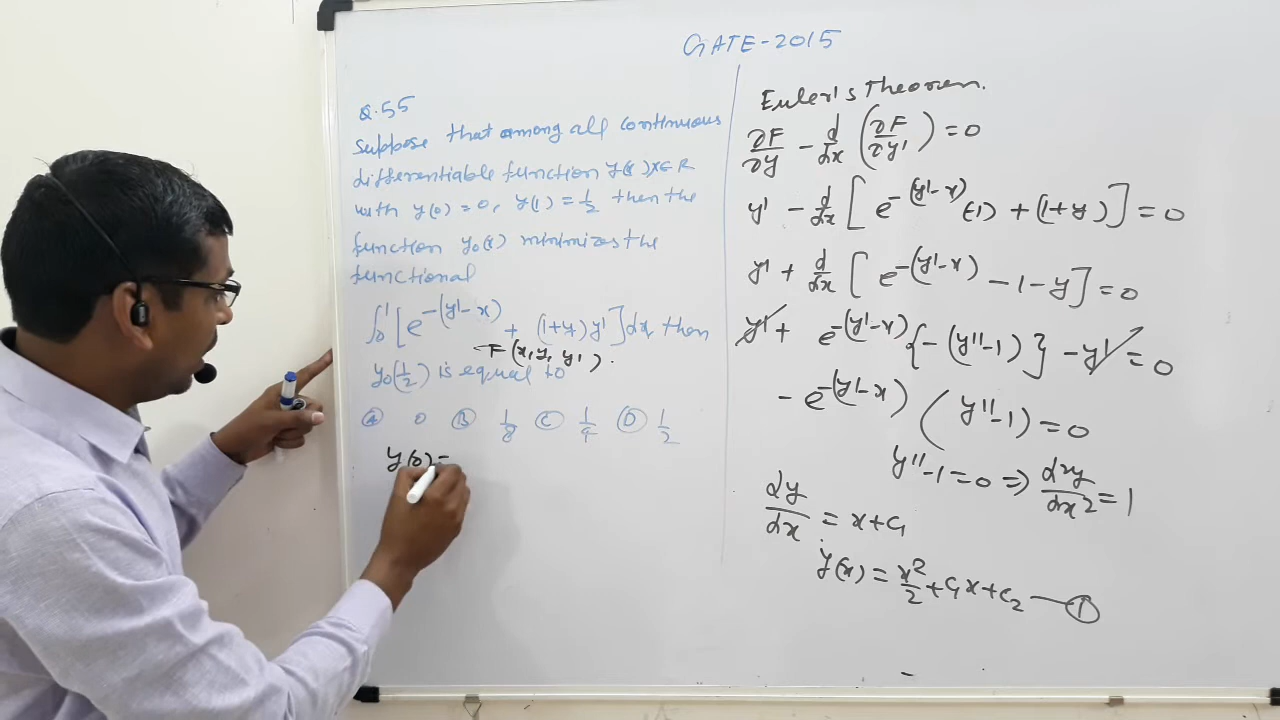 GATE-2015
Q.55
Suppose that among all continuous
differentiable function y(x) x∈R
with y(0)=0, y(1)=1/2 then the
function y₀(x) minimizes the
functional
∫₀¹ [e^-(y'-x) + (1+y)y'] dx then
F(x, y, y').
y₀(1/2) is equal to
Ⓐ 0 Ⓑ 1/8 Ⓒ 1/4 Ⓓ 1/2
y(0)=
Euler's Theorem.
∂F/∂y - d/dx (∂F/∂y') = 0
y' - d/dx [e^-(y'-x) (-1) + (1+y)] = 0
y' + d/dx [e^-(y'-x) - 1 - y] = 0
y' + e^-(y'-x) {-(y''-1)} - y' = 0
- e^-(y'-x) (y''-1) = 0
y''-1=0 ⇒ d²y/dx² = 1
dy/dx = x+c₁
y(x) = x²/2 + c₁x + c₂ — ①